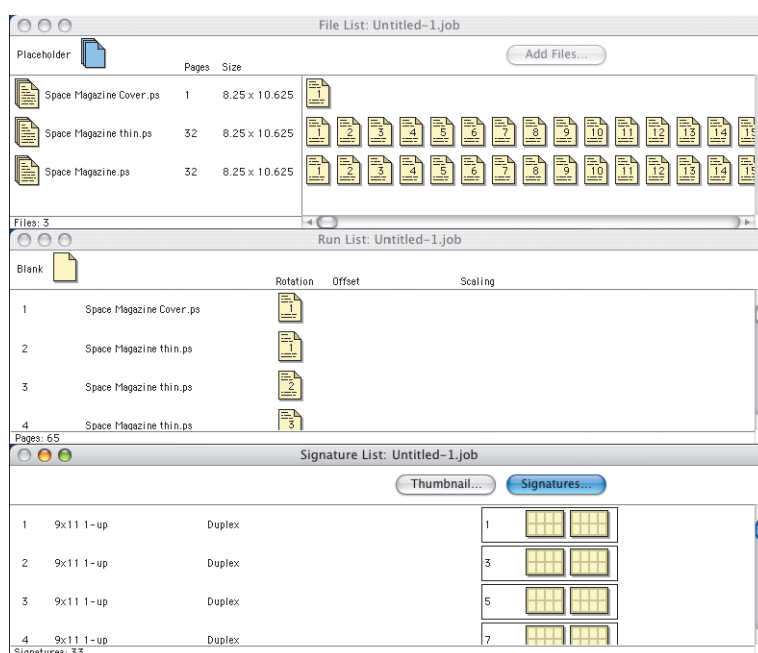 File List: Untitled-1.job
Placeholder
Add Files...
Pages Size
Space Magazine Cover.ps 1 8.25 x 10.625 1
Space Magazine thin.ps 32 8.25 x 10.625 1 2 3 4 5 6 7 8 9 10 11 12 13 14 15
Space Magazine.ps 32 8.25 x 10.625 1 2 3 4 5 6 7 8 9 10 11 12 13 14 15
Files: 3
Run List: Untitled-1.job
Blank
Rotation Offset Scaling
1 Space Magazine Cover.ps 1
2 Space Magazine thin.ps 1
3 Space Magazine thin.ps 2
4 Space Magazine thin.ps 3
Pages: 65
Signature List: Untitled-1.job
Thumbnail... Signatures...
1 9x11 1-up Duplex 1
2 9x11 1-up Duplex 3
3 9x11 1-up Duplex 5
4 9x11 1-up Duplex 7
Signatures: 33